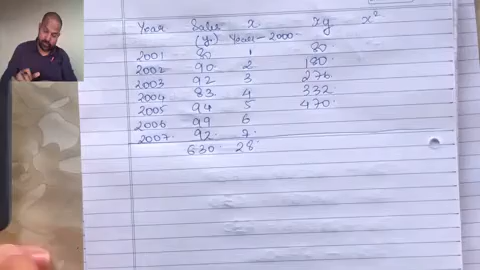 Year Sales x. xy x²
(y) Year - 2000
2001 80 1 80
2002 90 2 180
2003 92 3 276
2004 83 4 332
2005 94 5 470
2006 99 6
2007 92 7
630 28